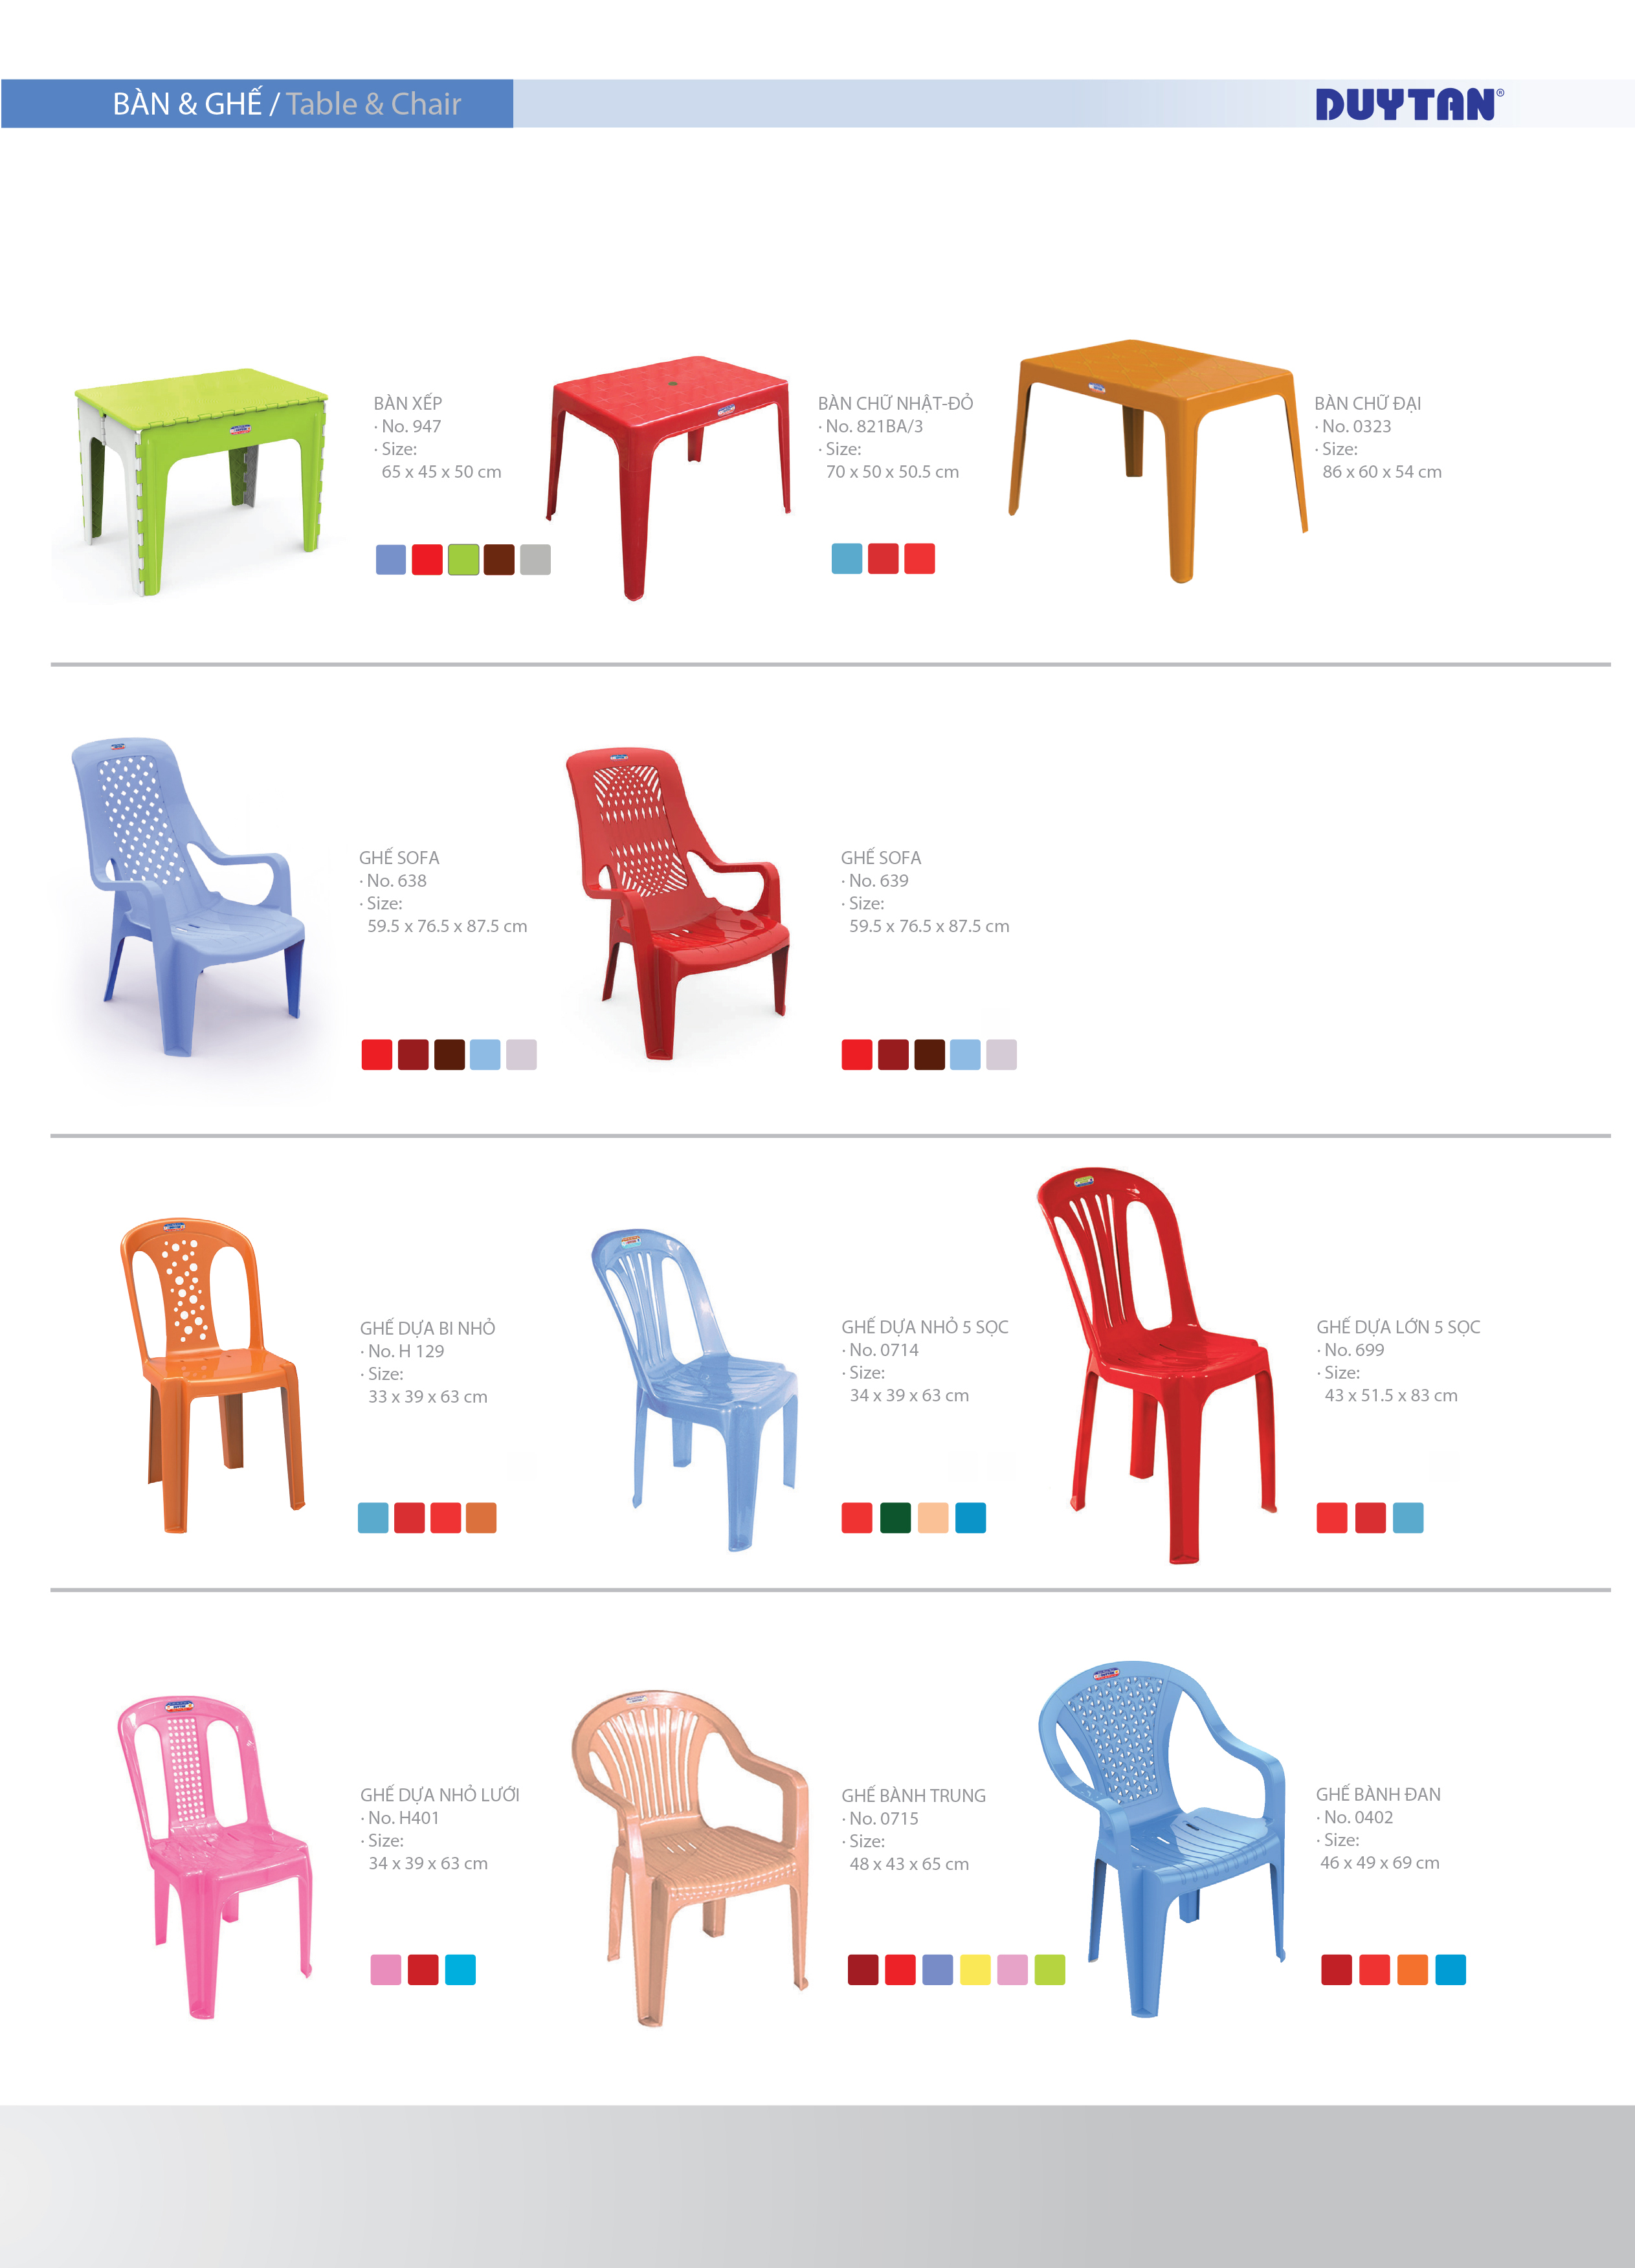 BÀN & GHẾ / Table & Chair
DUYTAN®
BÀN XẾP
· No. 947
· Size:
65 x 45 x 50 cm
BÀN CHỮ NHẬT-ĐỎ
· No. 821BA/3
· Size:
70 x 50 x 50.5 cm
BÀN CHỮ ĐẠI
· No. 0323
· Size:
86 x 60 x 54 cm
GHẾ SOFA
· No. 638
· Size:
59.5 x 76.5 x 87.5 cm
GHẾ SOFA
· No. 639
· Size:
59.5 x 76.5 x 87.5 cm
GHẾ DỰA BI NHỎ
· No. H 129
· Size:
33 x 39 x 63 cm
GHẾ DỰA NHỎ 5 SỌC
· No. 0714
· Size:
34 x 39 x 63 cm
GHẾ DỰA LỚN 5 SỌC
· No. 699
· Size:
43 x 51.5 x 83 cm
GHẾ DỰA NHỎ LƯỚI
· No. H401
· Size:
34 x 39 x 63 cm
GHẾ BÀNH TRUNG
· No. 0715
· Size:
48 x 43 x 65 cm
GHẾ BÀNH ĐAN
· No. 0402
· Size:
46 x 49 x 69 cm